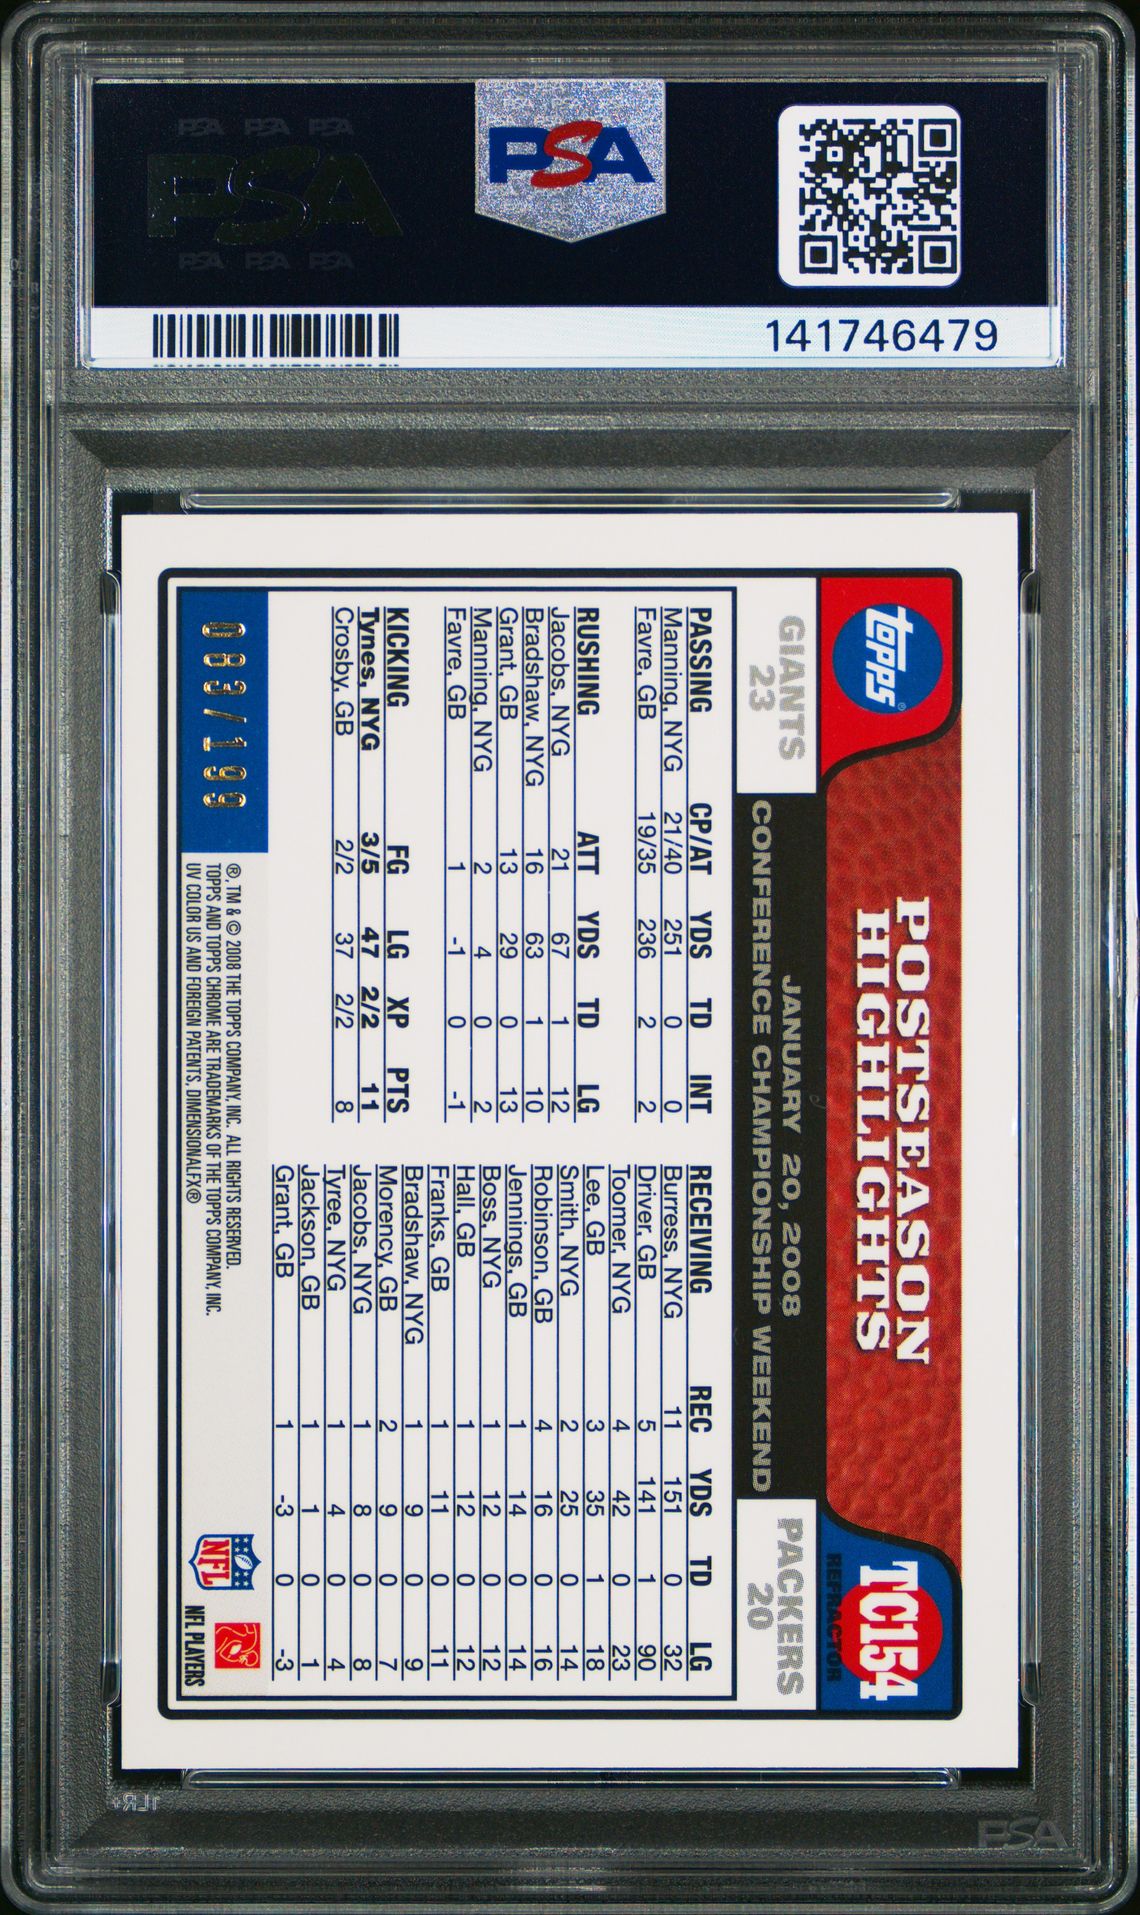 PSA PSA PSA
PSA
PSA PSA PSA
PSA
141746479
topps®
POSTSEASON
HIGHLIGHTS
TC154
REFRACTOR
GIANTS
23
JANUARY 20, 2008
CONFERENCE CHAMPIONSHIP WEEKEND
PACKERS
20
PASSING CP/AT YDS TD INT
Manning, NYG 21/40 251 0 0
Favre, GB 19/35 236 2 2
RUSHING ATT YDS TD LG
Jacobs, NYG 21 67 1 12
Bradshaw, NYG 16 63 1 10
Grant, GB 13 29 0 13
Manning, NYG 2 4 0 2
Favre, GB 1 -1 0 -1
KICKING FG LG XP PTS
Tynes, NYG 3/5 47 2/2 11
Crosby, GB 2/2 37 2/2 8
RECEIVING REC YDS TD LG
Burress, NYG 11 151 0 32
Driver, GB 5 141 1 90
Toomer, NYG 4 42 0 23
Lee, GB 3 35 1 18
Smith, NYG 2 25 0 14
Robinson, GB 4 16 0 16
Jennings, GB 1 14 0 14
Boss, NYG 1 12 0 12
Hall, GB 1 12 0 12
Franks, GB 1 11 0 11
Bradshaw, NYG 1 9 0 9
Morency, GB 2 9 0 7
Jacobs, NYG 1 8 0 8
Tyree, NYG 1 4 0 4
Jackson, GB 1 1 0 1
Grant, GB 1 -3 0 -3
083/199
®, TM & © 2008 THE TOPPS COMPANY, INC. ALL RIGHTS RESERVED.
TOPPS AND TOPPS CHROME ARE TRADEMARKS OF THE TOPPS COMPANY, INC.
UV COLOR US AND FOREIGN PATENTS, DIMENSIONALFX®
NFL
NFL PLAYERS
PSA